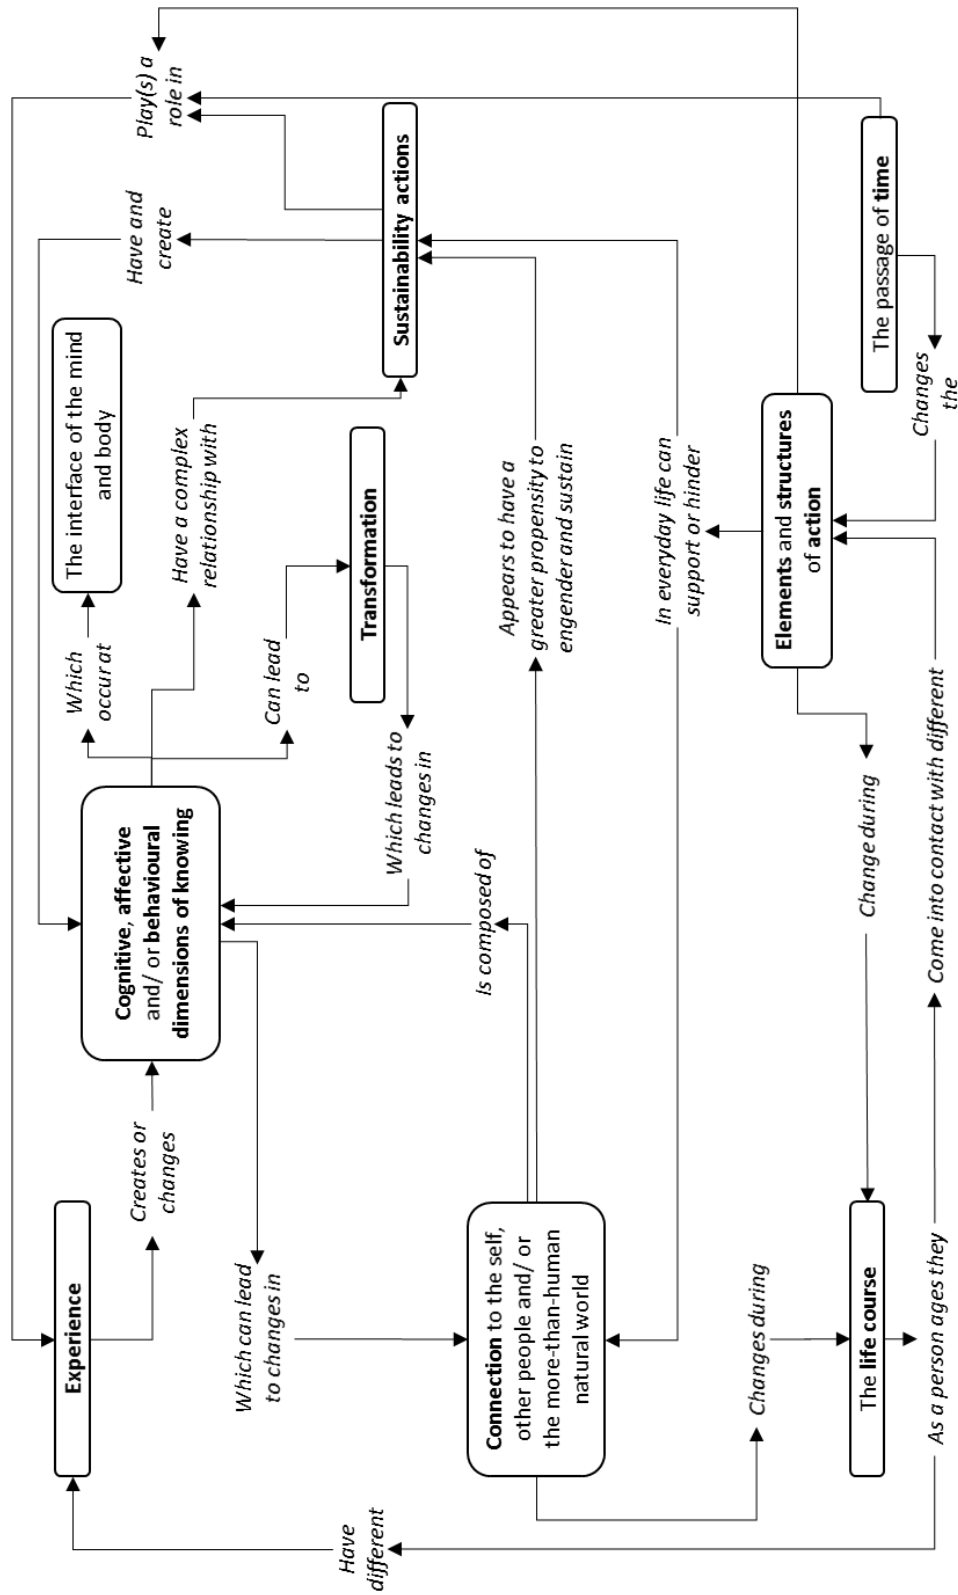 Experience
Creates or
changes
Cognitive, affective
and/ or behavioural
dimensions of knowing
Which
occur at
The interface of the mind
and body
Have and
create
Play(s) a
role in
Have a complex
relationship with
Can lead
to
Transformation
Which leads to
changes in
Sustainability actions
Which can lead
to changes in
Is composed of
Connection to the self,
other people and/ or
the more-than-human
natural world
Appears to have a
greater propensity to
engender and sustain
In everyday life can
support or hinder
Have
different
Changes during
Elements and structures
of action
Change during
The life course
As a person ages they
Come into contact with different
Changes
the
The passage of time